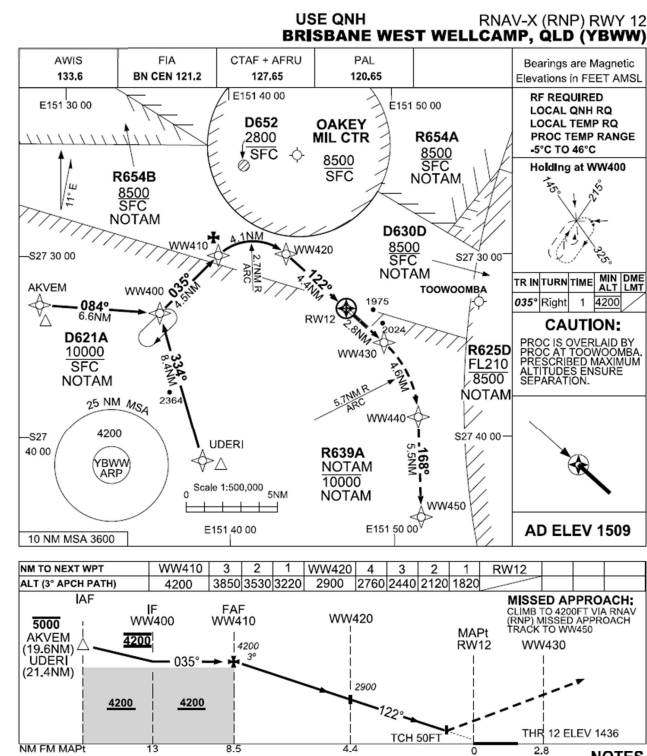 USE QNH
RNAV-X (RNP) RWY 12
BRISBANE WEST WELLCAMP, QLD (YBWW)
AWIS
133.6
FIA
BN CEN 121.2
CTAF + AFRU
127.65
PAL
120.65
Bearings are Magnetic
Elevations in FEET AMSL
E151 30 00
E151 40 00
E151 50 00
RF REQUIRED
LOCAL QNH RQ
LOCAL TEMP RQ
PROC TEMP RANGE
-5°C TO 46°C
D652
2800
SFC
OAKEY
MIL CTR
8500
SFC
R654A
8500
SFC
NOTAM
R654B
8500
SFC
NOTAM
11° E
Holding at WW400
145°
215°
325°
D630D
8500
SFC
NOTAM
S27 30 00
S27 30 00
WW410
4.1NM
WW420
2.7NM R
ARC
035°
4.5NM
122°
4.4NM
TR IN
TURN
TIME
MIN
ALT
DME
LMT
035°
Right
1
4200
AKVEM
084°
6.6NM
WW400
TOOWOOMBA
1975
RW12
2.8NM
2024
WW430
CAUTION:
PROC IS OVERLAID BY
PROC AT TOOWOOMBA.
PRESCRIBED MAXIMUM
ALTITUDES ENSURE
SEPARATION.
D621A
10000
SFC
NOTAM
334°
8.4NM
2364
R625D
FL210
8500
NOTAM
4.6NM
5.7NM R
ARC
25 NM MSA
4200
YBWW
ARP
S27
40 00
UDERI
WW440
S27 40 00
168°
5.5NM
R639A
NOTAM
10000
NOTAM
Scale 1:500,000
0
5NM
WW450
E151 40 00
E151 50 00
10 NM MSA 3600
AD ELEV 1509
NM TO NEXT WPT
WW410
3
2
1
WW420
4
3
2
1
RW12
ALT (3° APCH PATH)
4200
3850
3530
3220
2900
2760
2440
2120
1820
IAF
5000
AKVEM
(19.6NM)
UDERI
(21.4NM)
IF
WW400
4200
FAF
WW410
4200
3°
WW420
MISSED APPROACH:
CLIMB TO 4200FT VIA RNAV
(RNP) MISSED APPROACH
TRACK TO WW450
MAPt
RW12
WW430
035°
2900
4200
4200
122°
TCH 50FT
THR 12 ELEV 1436
NM FM MAPt
13
8.5
4.4
0
2.8
NOTES